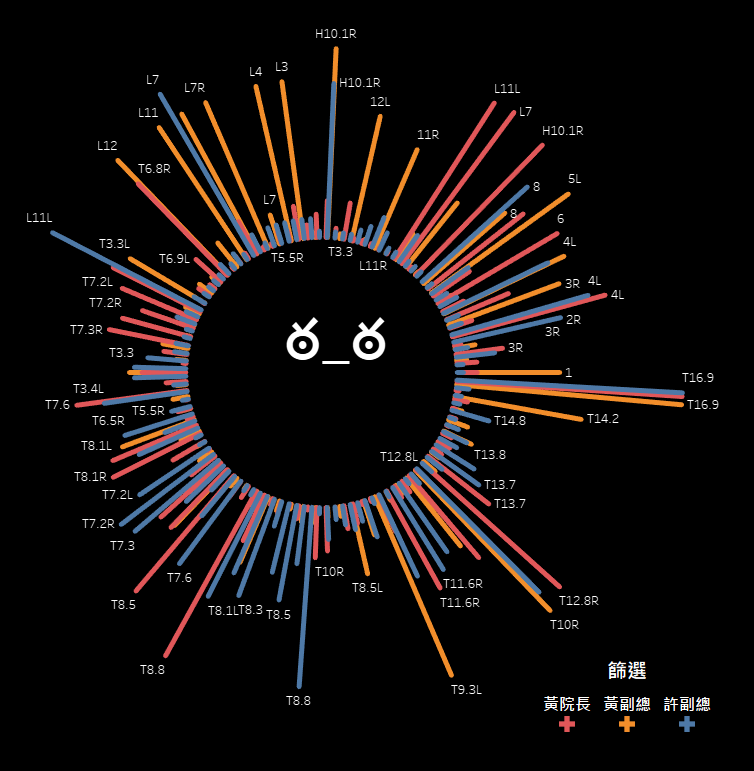 H10.1R
L3
L4
L7
L7R
H10.1R
L11L
12L
L7
L11
11R
H10.1R
L12
T6.8R
5L
8
L7
8
L11L
6
T3.3L
4L
T5.5R
T3.3
T6.9L
L11R
T7.2L
3R
4L
4L
T7.2R
2R
T7.3R
3R
T3.3
3R
1
T16.9
T3.4L
T7.6
T16.9
T5.5R
T14.2
T6.5R
T14.8
T8.1L
T12.8L
T13.8
T8.1R
T13.7
T7.2L
T13.7
T7.2R
T7.3
T10R
T7.6
T8.5L
T11.6R
T8.5
T11.6R
T12.8R
T8.1L
T8.3
T8.5
T10R
T8.8
T9.3L
T8.8
6_6
篩選
黃院長 黃副總 許副總